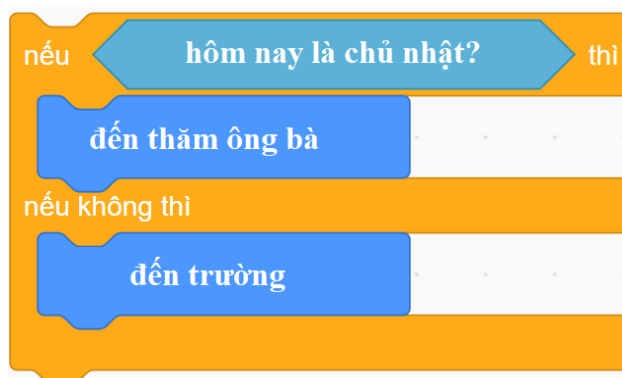 nếu hôm nay là chủ nhật? thì
đến thăm ông bà
nếu không thì
đến trường